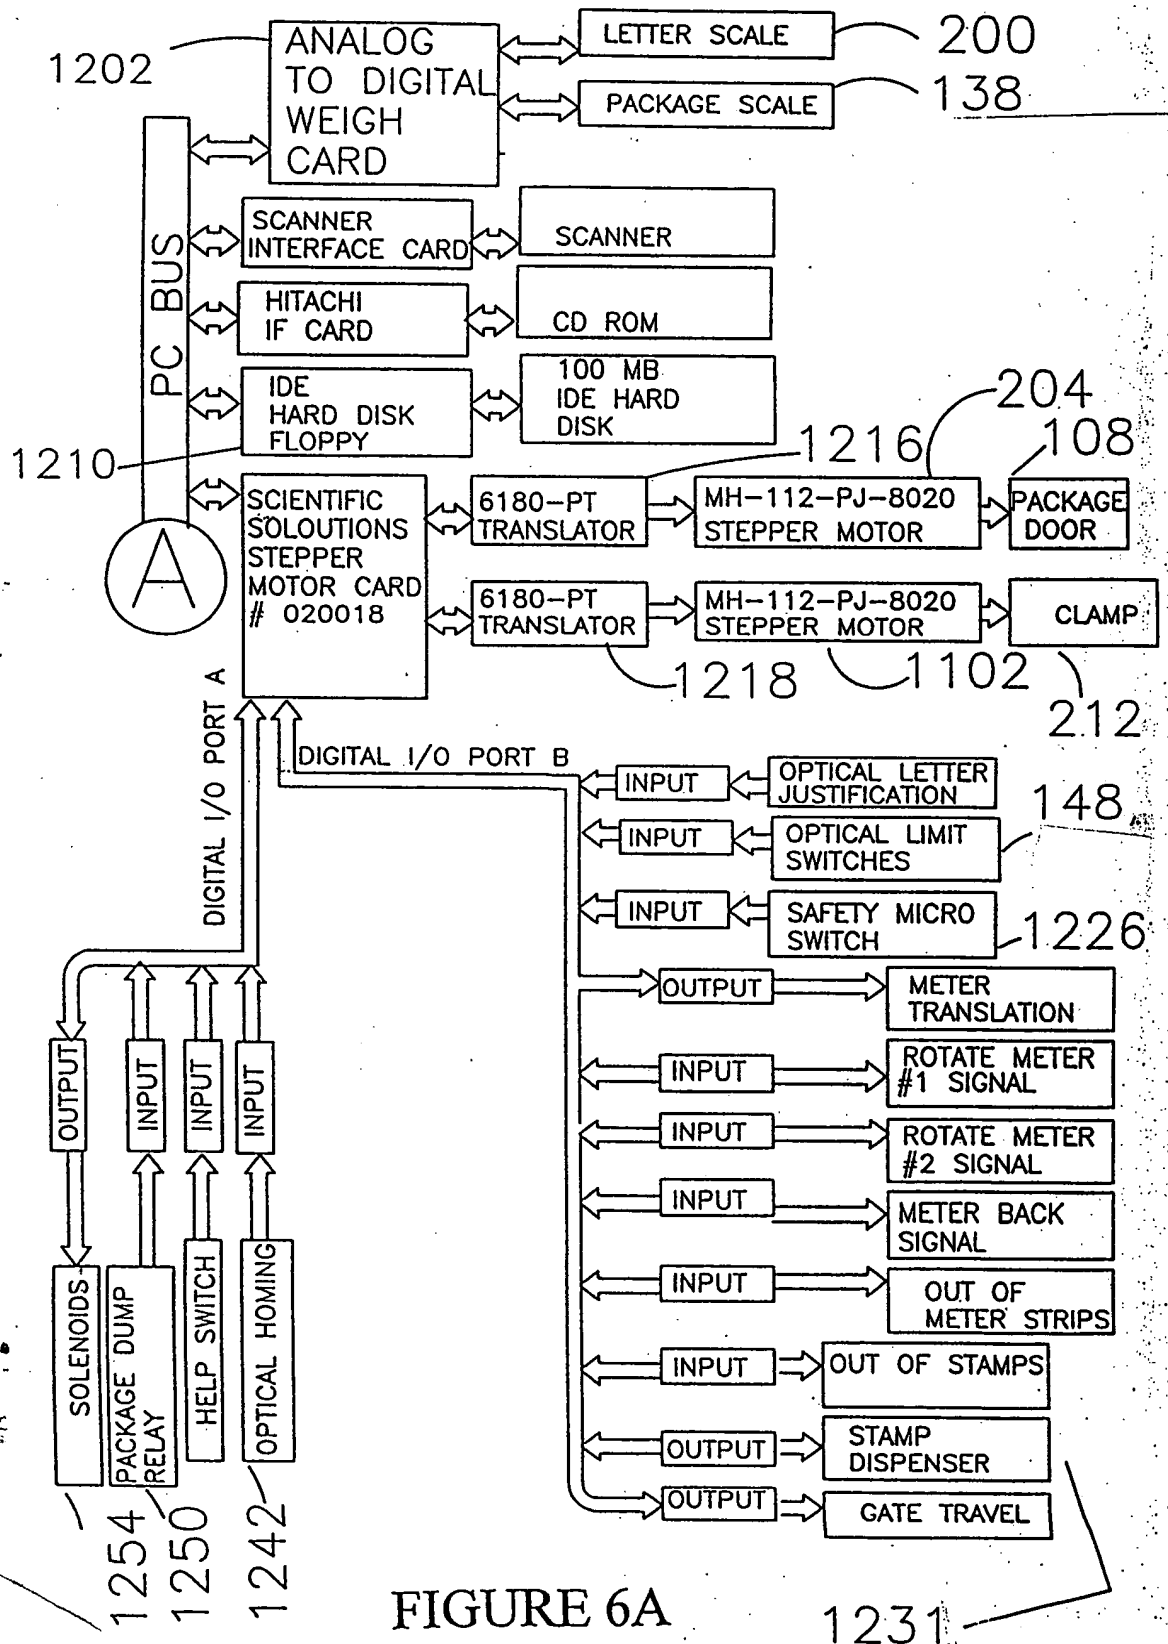 1202
ANALOG
TO DIGITAL
WEIGH
CARD
LETTER SCALE
200
PACKAGE SCALE
138
PC BUS
A
SCANNER
INTERFACE CARD
SCANNER
HITACHI
IF CARD
CD ROM
IDE
HARD DISK
FLOPPY
1210
100 MB
IDE HARD
DISK
SCIENTIFIC
SOLOUTIONS
STEPPER
MOTOR CARD
# 020018
6180-PT
TRANSLATOR
1216
MH-112-PJ-8020
STEPPER MOTOR
204
PACKAGE
DOOR
108
6180-PT
TRANSLATOR
1218
MH-112-PJ-8020
STEPPER MOTOR
1102
CLAMP
212
DIGITAL I/O PORT A
DIGITAL I/O PORT B
INPUT
OPTICAL LETTER
JUSTIFICATION
INPUT
OPTICAL LIMIT
SWITCHES
148
INPUT
SAFETY MICRO
SWITCH
1226
OUTPUT
METER
TRANSLATION
INPUT
ROTATE METER
#1 SIGNAL
INPUT
ROTATE METER
#2 SIGNAL
INPUT
METER BACK
SIGNAL
INPUT
OUT OF
METER STRIPS
INPUT
OUT OF STAMPS
OUTPUT
STAMP
DISPENSER
OUTPUT
GATE TRAVEL
1231
OUTPUT
INPUT
INPUT
INPUT
SOLENOIDS
PACKAGE DUMP
RELAY
HELP SWITCH
OPTICAL HOMING
1254
1250
1242
FIGURE 6A